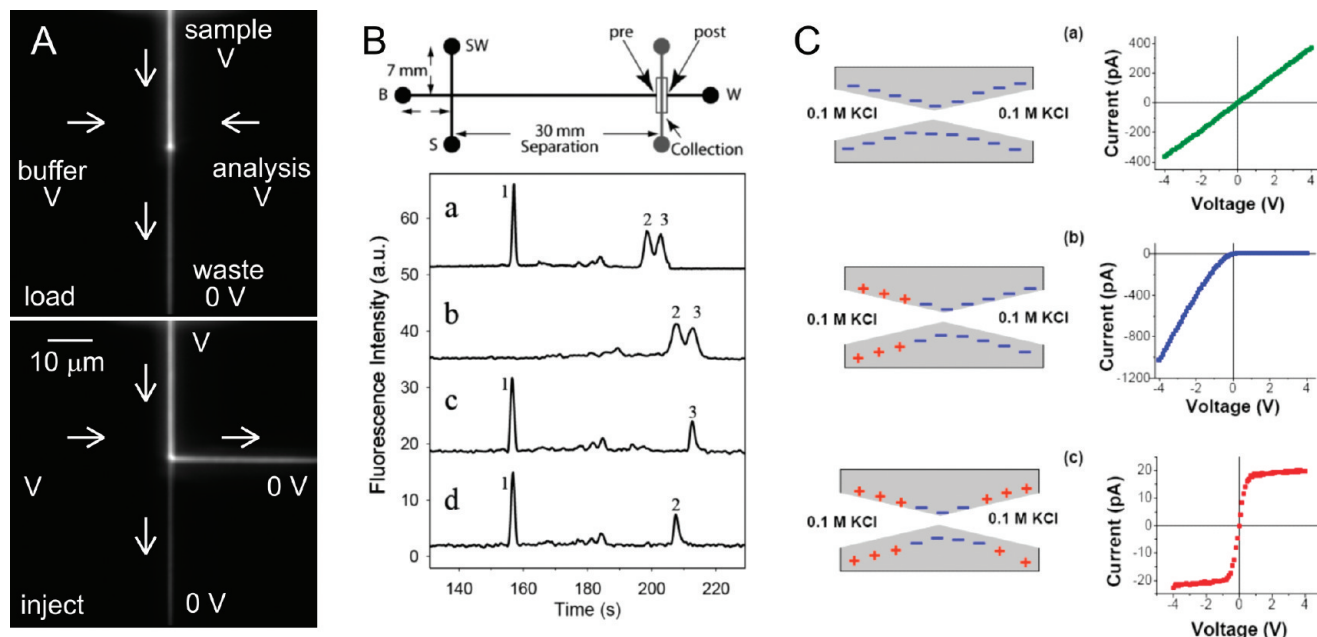 A
sample
V
buffer
V
analysis
V
waste
0 V
load
10 μm
V
V
0 V
0 V
inject
B
SW
pre
post
7 mm
B
W
30 mm
Separation
S
Collection
Fluorescence Intensity (a.u.)
60
50
40
30
20
10
0
a
1
2 3
b
2 3
c
1
3
d
1
2
140 160 180 200 220
Time (s)
C
(a)
0.1 M KCl
0.1 M KCl
Current (pA)
400
200
0
-200
-400
-4 -2 0 2 4
Voltage (V)
(b)
0.1 M KCl
0.1 M KCl
Current (pA)
0
-400
-800
-1200
-4 -2 0 2 4
Voltage (V)
(c)
0.1 M KCl
0.1 M KCl
Current (pA)
20
10
0
-10
-20
-4 -2 0 2 4
Voltage (V)